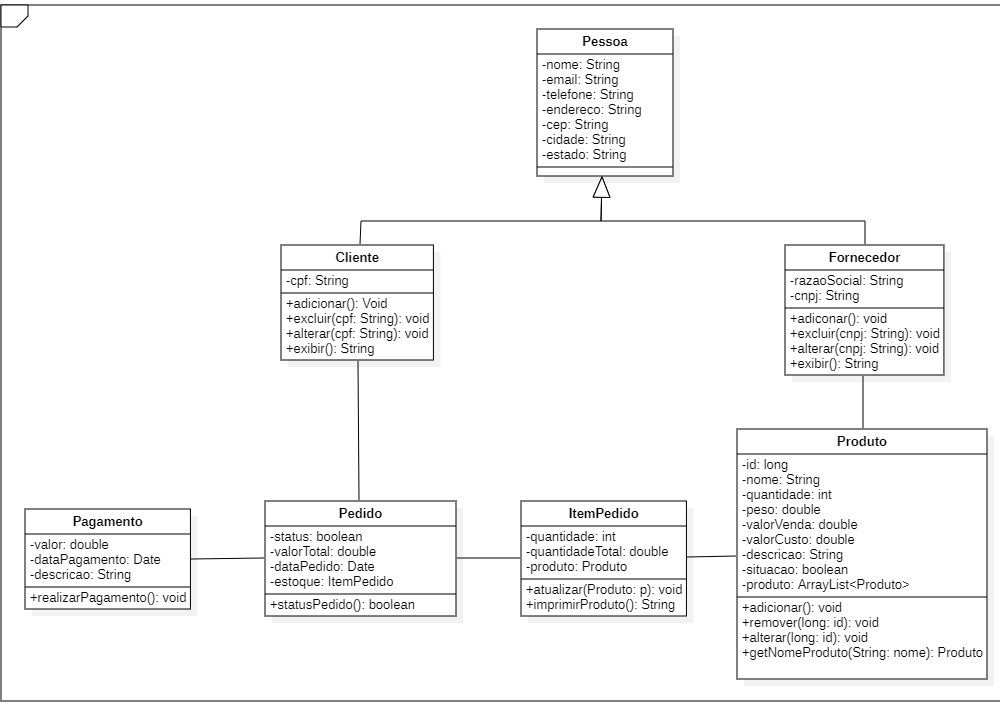 Pessoa
-nome: String
-email: String
-telefone: String
-endereco: String
-cep: String
-cidade: String
-estado: String
Cliente
-cpf: String
+adicionar(): Void
+excluir(cpf: String): void
+alterar(cpf: String): void
+exibir(): String
Fornecedor
-razaoSocial: String
-cnpj: String
+adiconar(): void
+excluir(cnpj: String): void
+alterar(cnpj: String): void
+exibir(): String
Pagamento
-valor: double
-dataPagamento: Date
-descricao: String
+realizarPagamento(): void
Pedido
-status: boolean
-valorTotal: double
-dataPedido: Date
-estoque: ItemPedido
+statusPedido(): boolean
ItemPedido
-quantidade: int
-quantidadeTotal: double
-produto: Produto
+atualizar(Produto: p): void
+imprimirProduto(): String
Produto
-id: long
-nome: String
-quantidade: int
-peso: double
-valorVenda: double
-valorCusto: double
-descricao: String
-situacao: boolean
-produto: ArrayList<Produto>
+adicionar(): void
+remover(long: id): void
+alterar(long: id): void
+getNomeProduto(String: nome): Produto